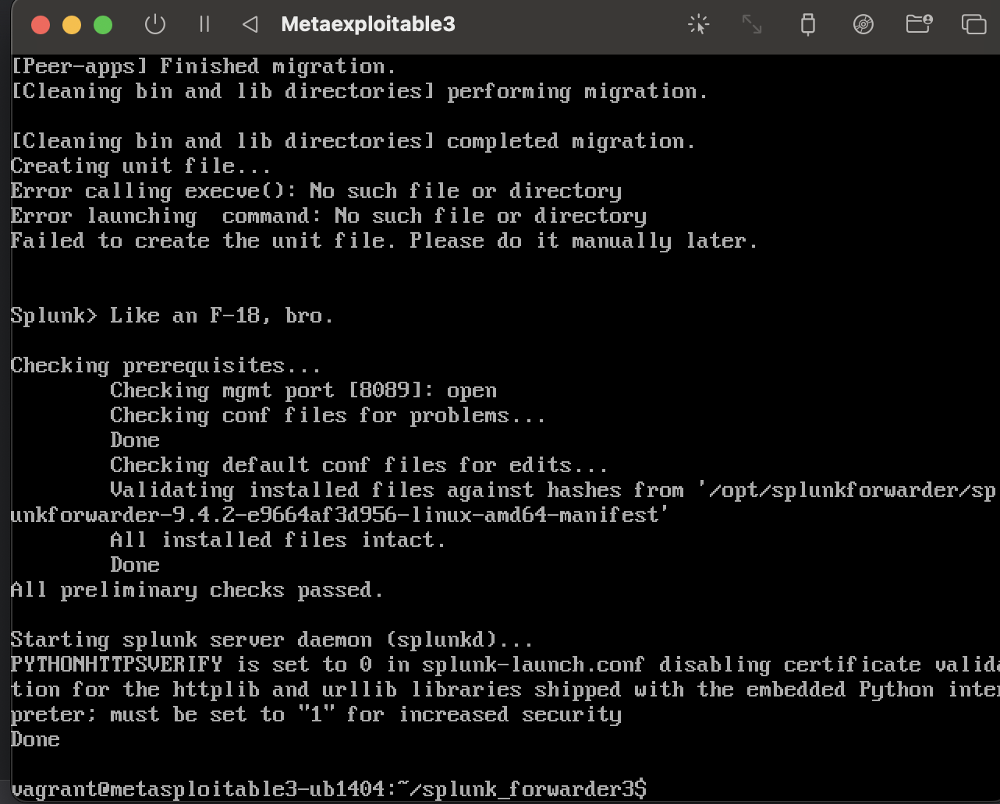 Metaexploitable3
[Peer-apps] Finished migration.
[Cleaning bin and lib directories] performing migration.
[Cleaning bin and lib directories] completed migration.
Creating unit file...
Error calling execve(): No such file or directory
Error launching  command: No such file or directory
Failed to create the unit file. Please do it manually later.
Splunk> Like an F-18, bro.
Checking prerequisites...
Checking mgmt port [8089]: open
Checking conf files for problems...
Done
Checking default conf files for edits...
Validating installed files against hashes from '/opt/splunkforwarder/sp
unkforwarder-9.4.2-e9664af3d956-linux-amd64-manifest'
All installed files intact.
Done
All preliminary checks passed.
Starting splunk server daemon (splunkd)...
PYTHONHTTPSVERIFY is set to 0 in splunk-launch.conf disabling certificate valida
tion for the httplib and urllib libraries shipped with the embedded Python inter
preter; must be set to "1" for increased security
Done
vagrant@metasploitable3-ub1404:~/splunk_forwarder3$